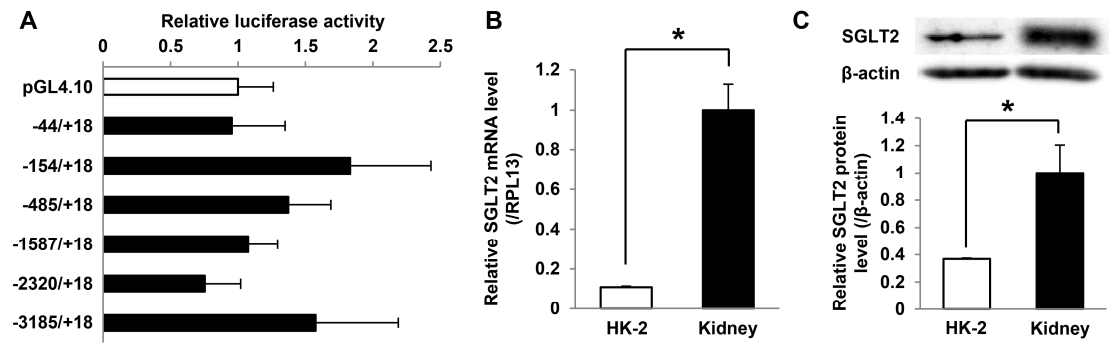 A
Relative luciferase activity
0 0.5 1 1.5 2 2.5
pGL4.10
-44/+18
-154/+18
-485/+18
-1587/+18
-2320/+18
-3185/+18
B
*
Relative SGLT2 mRNA level
(/RPL13)
1.2
1
0.8
0.6
0.4
0.2
0
HK-2 Kidney
C
SGLT2
β-actin
*
Relative SGLT2 protein
level (/β-actin)
1.4
1.2
1
0.8
0.6
0.4
0.2
0
HK-2 Kidney